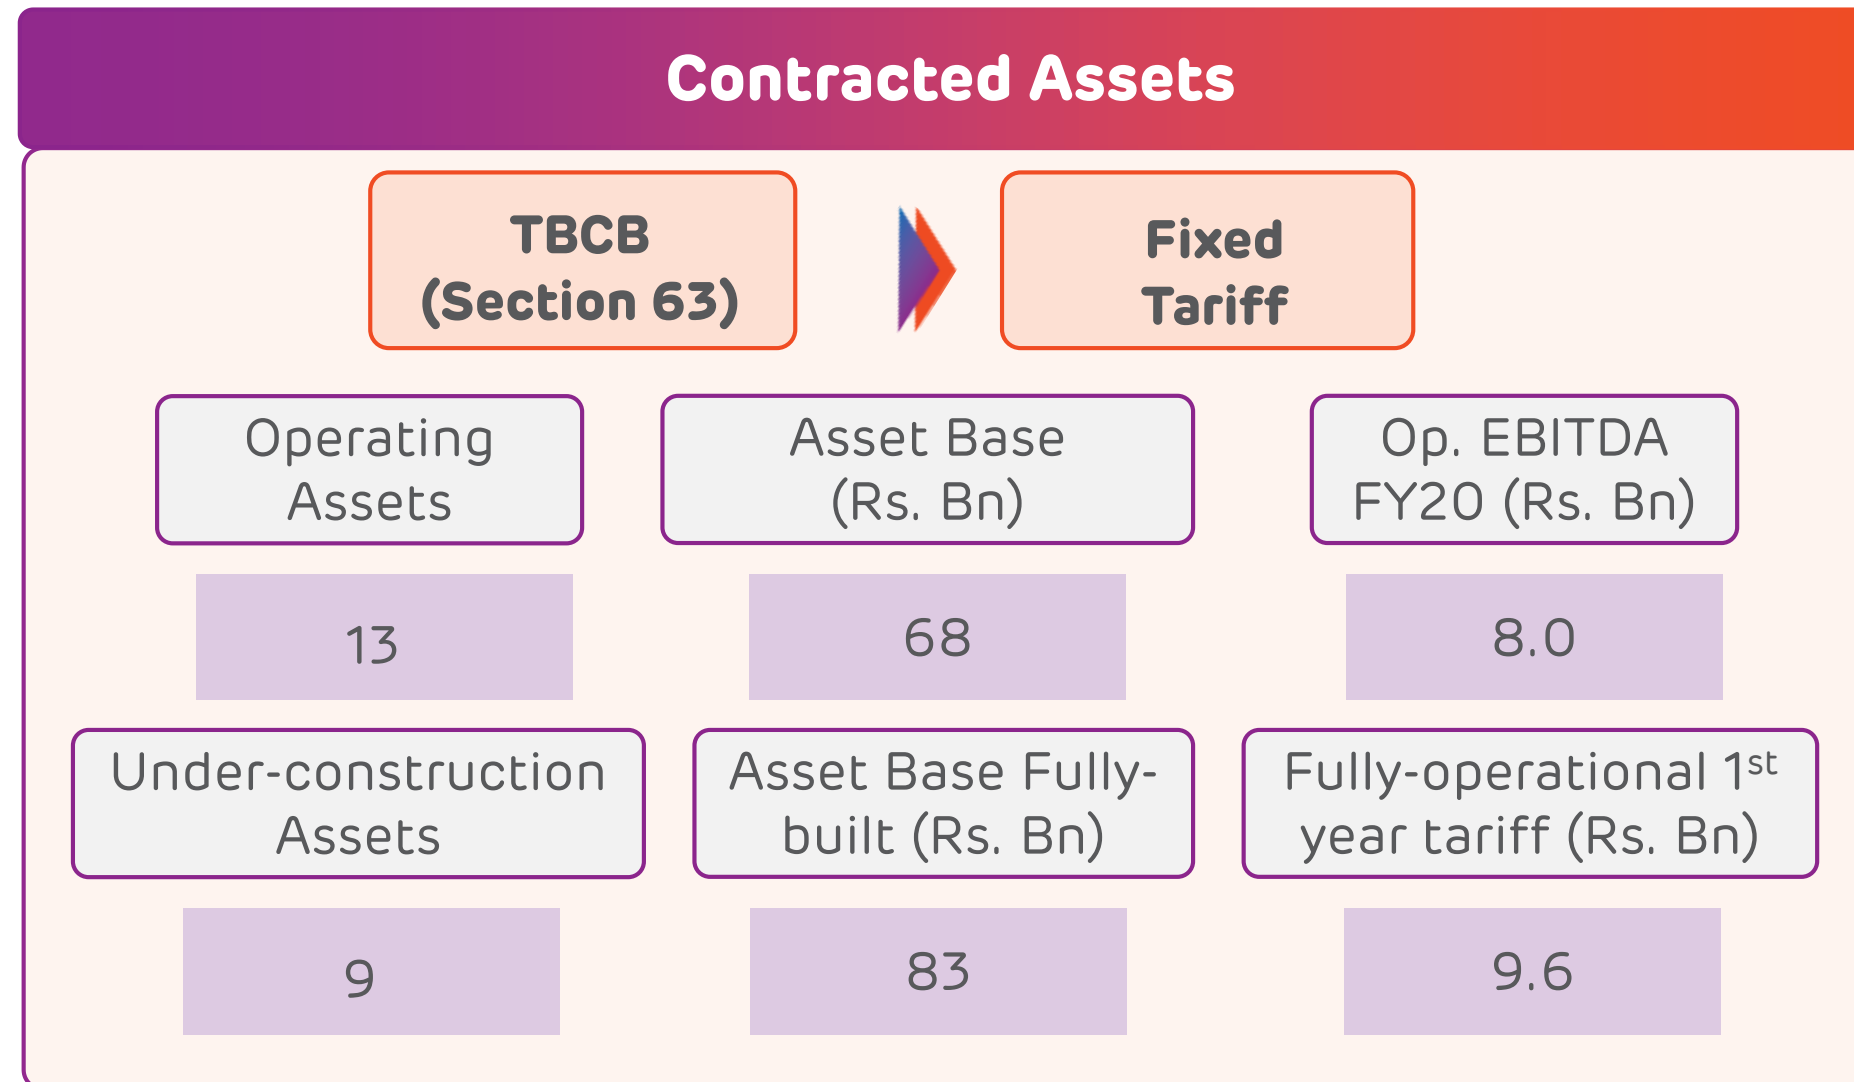 Contracted Assets
TBCB
(Section 63)
Fixed
Tariff
Operating
Assets
Asset Base
(Rs. Bn)
Op. EBITDA
FY20 (Rs. Bn)
13
68
8.0
Under-construction
Assets
Asset Base Fully-
built (Rs. Bn)
Fully-operational 1st
year tariff (Rs. Bn)
9
83
9.6